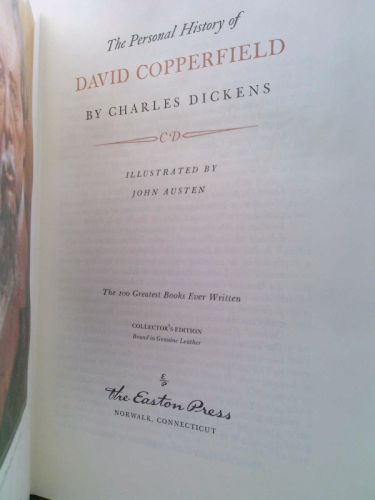 The Personal History of
DAVID COPPERFIELD
BY CHARLES DICKENS
CD
ILLUSTRATED BY
JOHN AUSTEN
The 100 Greatest Books Ever Written
COLLECTOR'S EDITION
Bound in Genuine Leather
E/P
The Easton Press
NORWALK, CONNECTICUT